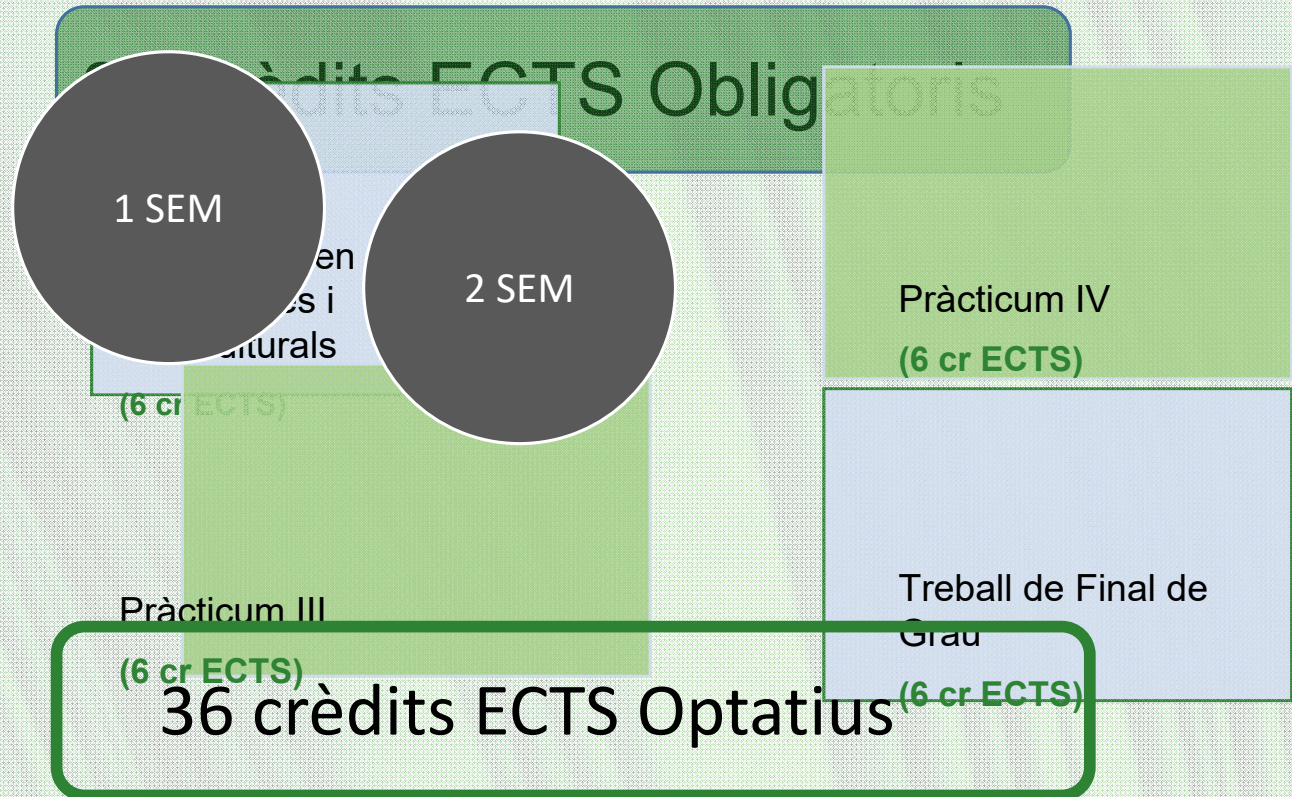 crèdits ECTS Obligatoris
1 SEM
2 SEM
en
i
(6 cr ECTS)
Pràcticum III
(6 cr ECTS)
Pràcticum IV
(6 cr ECTS)
Treball de Final de
Grau
(6 cr ECTS)
36 crèdits ECTS Optatius